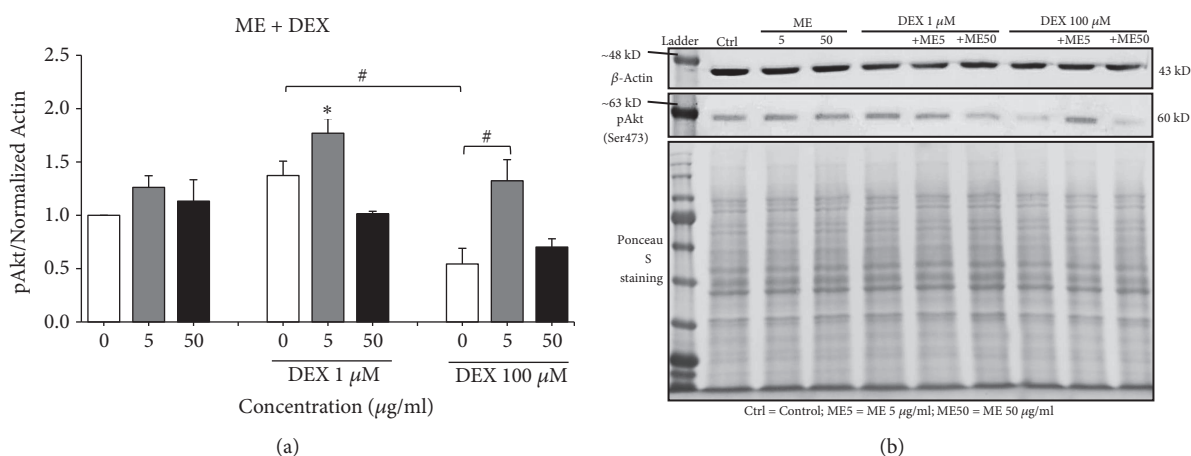 ME + DEX
pAkt/Normalized Actin
2.5
2.0
1.5
1.0
0.5
0.0
#
*
#
0 5 50 0 5 50 0 5 50
DEX 1 μM DEX 100 μM
Concentration (μg/ml)
(a)
ME DEX 1 μM DEX 100 μM
Ladder Ctrl 5 50 +ME5 +ME50 +ME5 +ME50
~48 kD
β-Actin 43 kD
~63 kD
pAkt 60 kD
(Ser473)
Ponceau
S
staining
Ctrl = Control; ME5 = ME 5 μg/ml; ME50 = ME 50 μg/ml
(b)